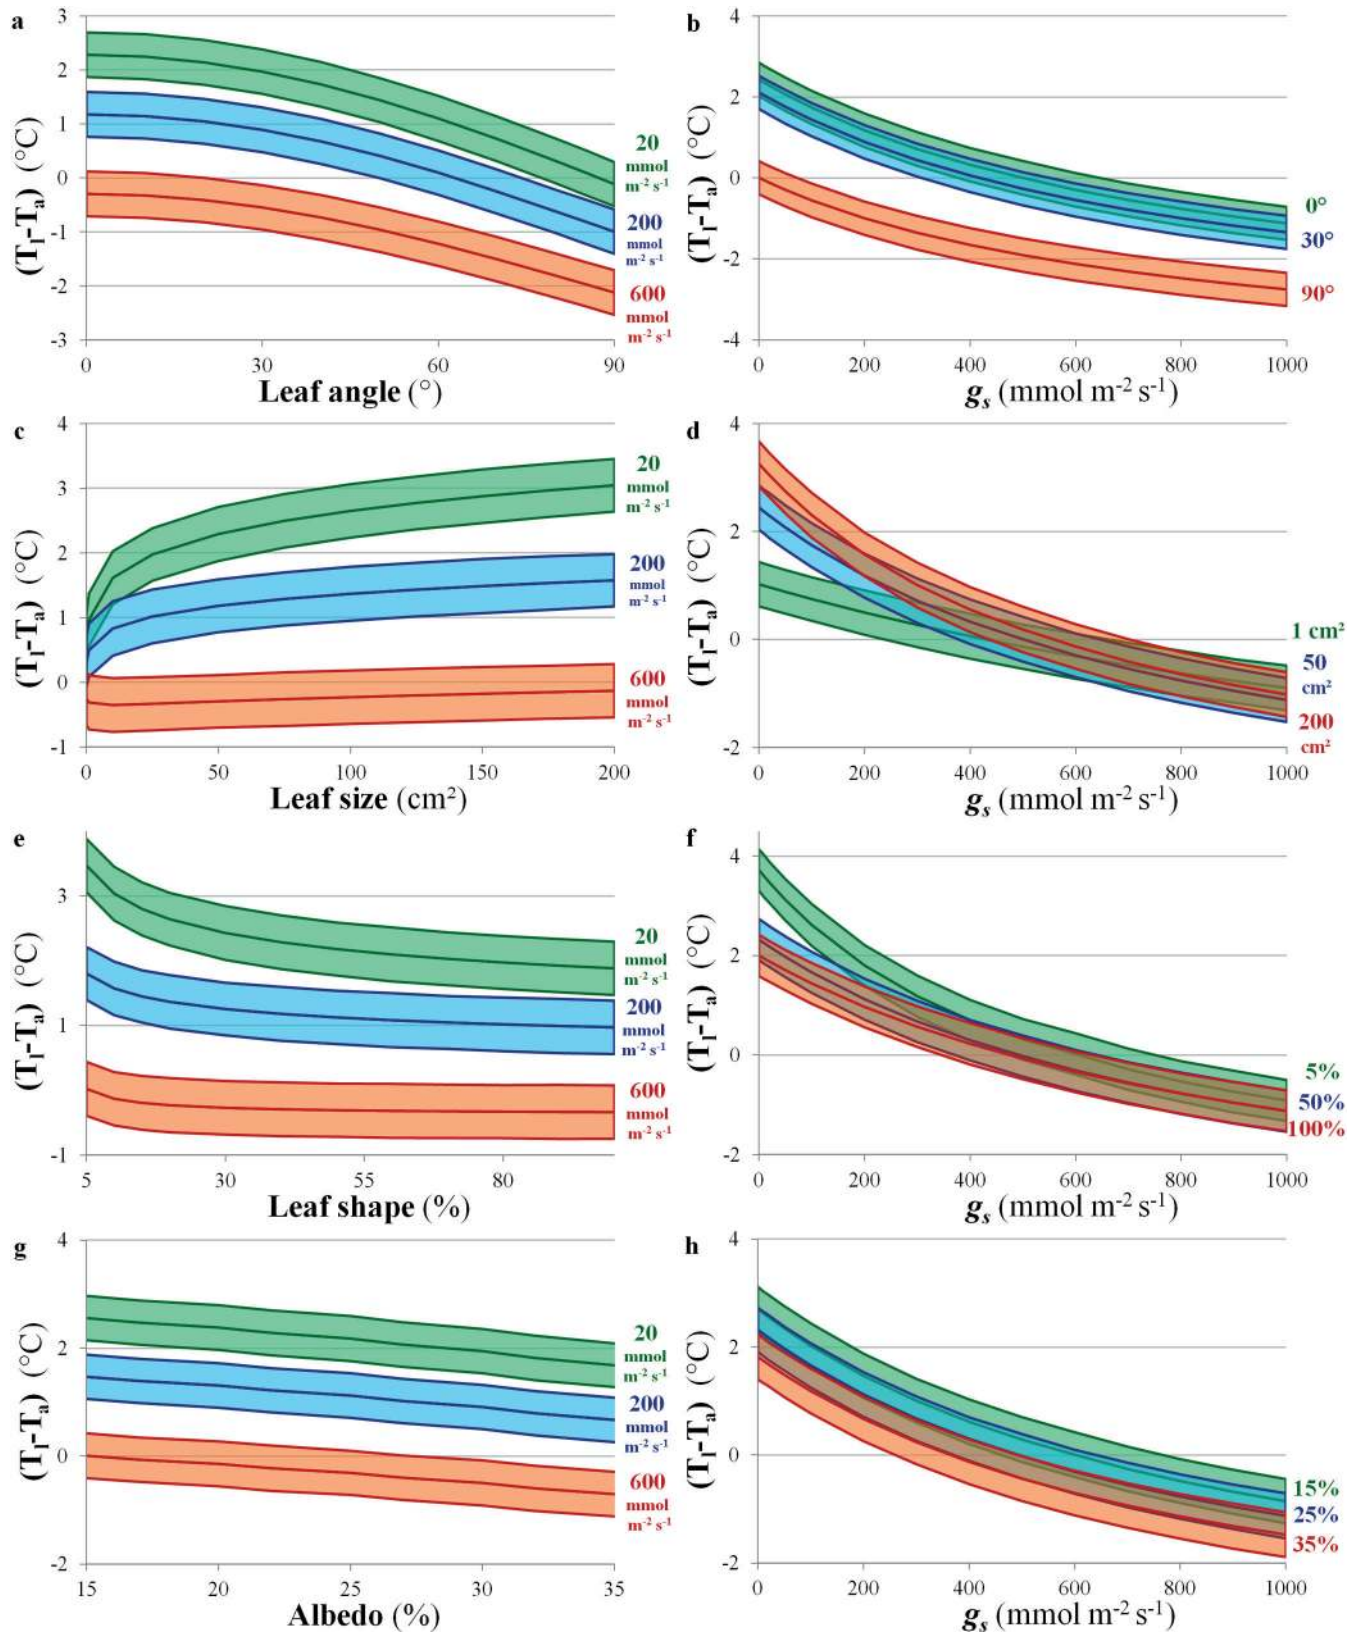 a
3
2
1
0
-1
-2
-3
(Tl-Ta) (°C)
0
30
60
90
Leaf angle (°)
20
mmol
m-2 s-1
200
mmol
m-2 s-1
600
mmol
m-2 s-1
b
4
2
0
-2
-4
(Tl-Ta) (°C)
0
200
400
600
800
1000
gs (mmol m-2 s-1)
0°
30°
90°
c
4
3
2
1
0
-1
(Tl-Ta) (°C)
0
50
100
150
200
Leaf size (cm²)
20
mmol
m-2 s-1
200
mmol
m-2 s-1
600
mmol
m-2 s-1
d
4
2
0
-2
(Tl-Ta) (°C)
0
200
400
600
800
1000
gs (mmol m-2 s-1)
1 cm²
50
cm²
200
cm²
e
3
1
-1
(Tl-Ta) (°C)
5
30
55
80
Leaf shape (%)
20
mmol
m-2 s-1
200
mmol
m-2 s-1
600
mmol
m-2 s-1
f
4
2
0
-2
(Tl-Ta) (°C)
0
200
400
600
800
1000
gs (mmol m-2 s-1)
5%
50%
100%
g
4
2
0
-2
(Tl-Ta) (°C)
15
20
25
30
35
Albedo (%)
20
mmol
m-2 s-1
200
mmol
m-2 s-1
600
mmol
m-2 s-1
h
4
2
0
-2
(Tl-Ta) (°C)
0
200
400
600
800
1000
gs (mmol m-2 s-1)
15%
25%
35%